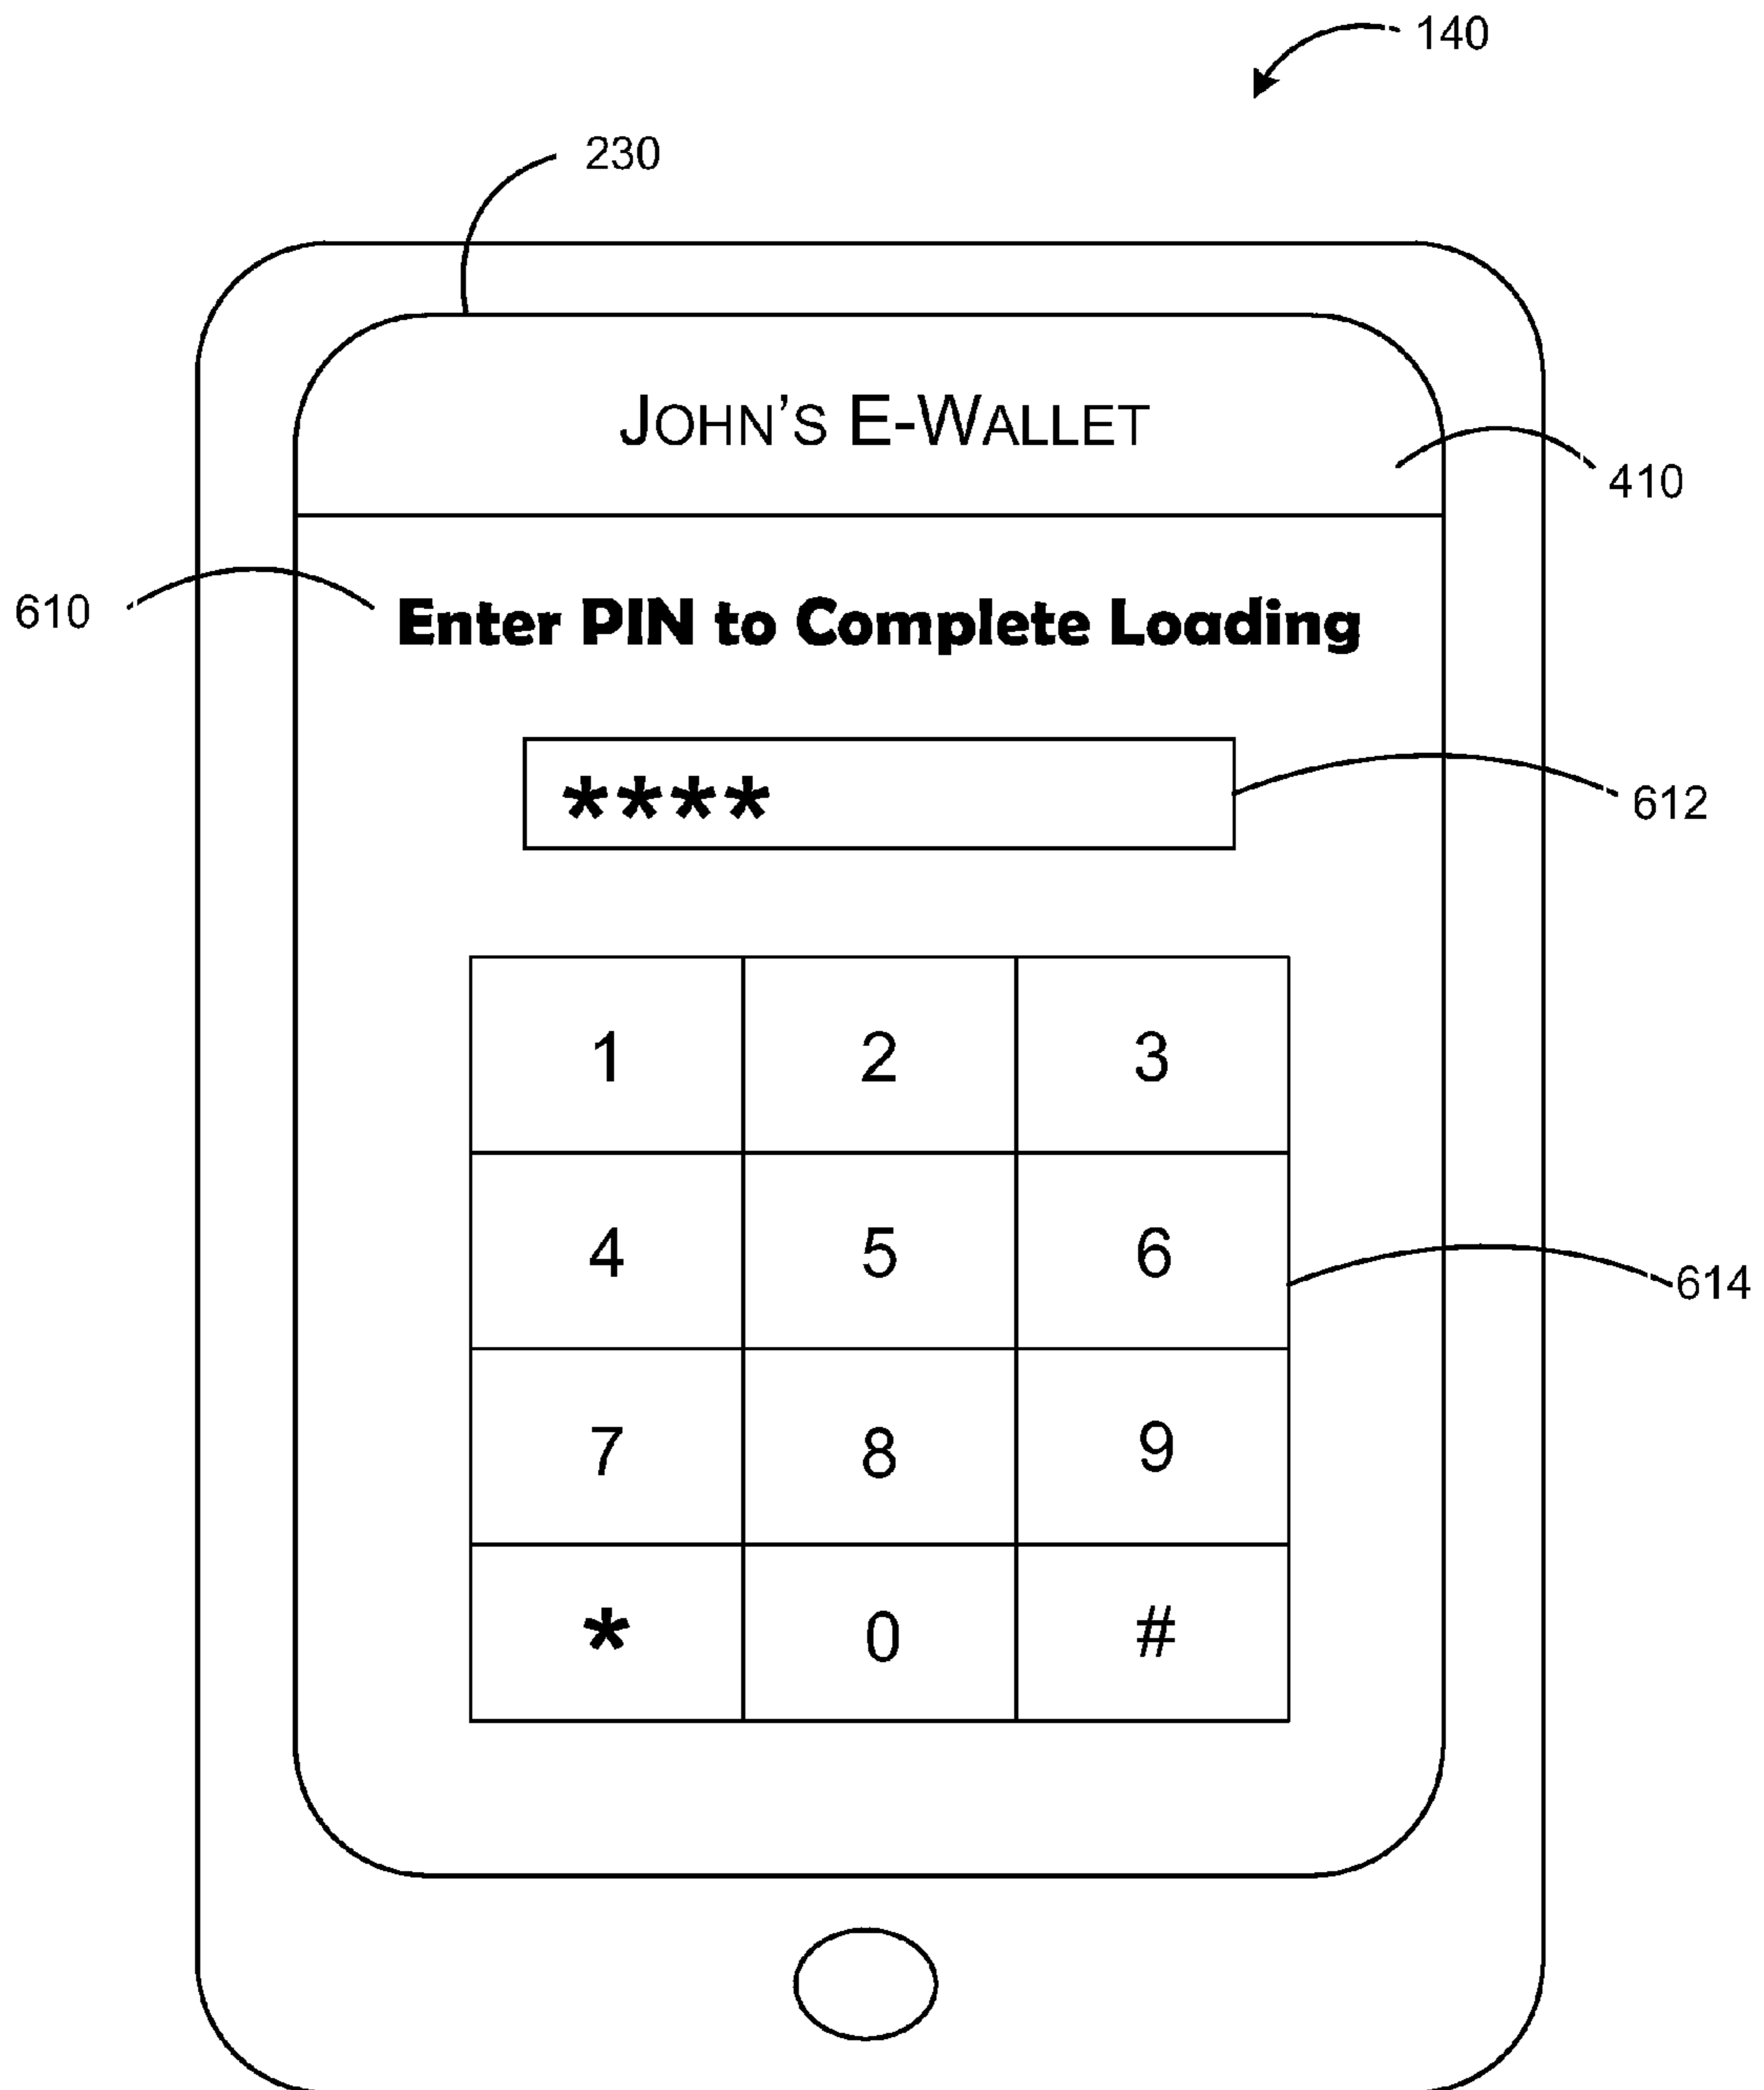 140
230
JOHN'S E-WALLET
410
610
Enter PIN to Complete Loading
****
612
1 2 3
4 5 6
614
7 8 9
* 0 #